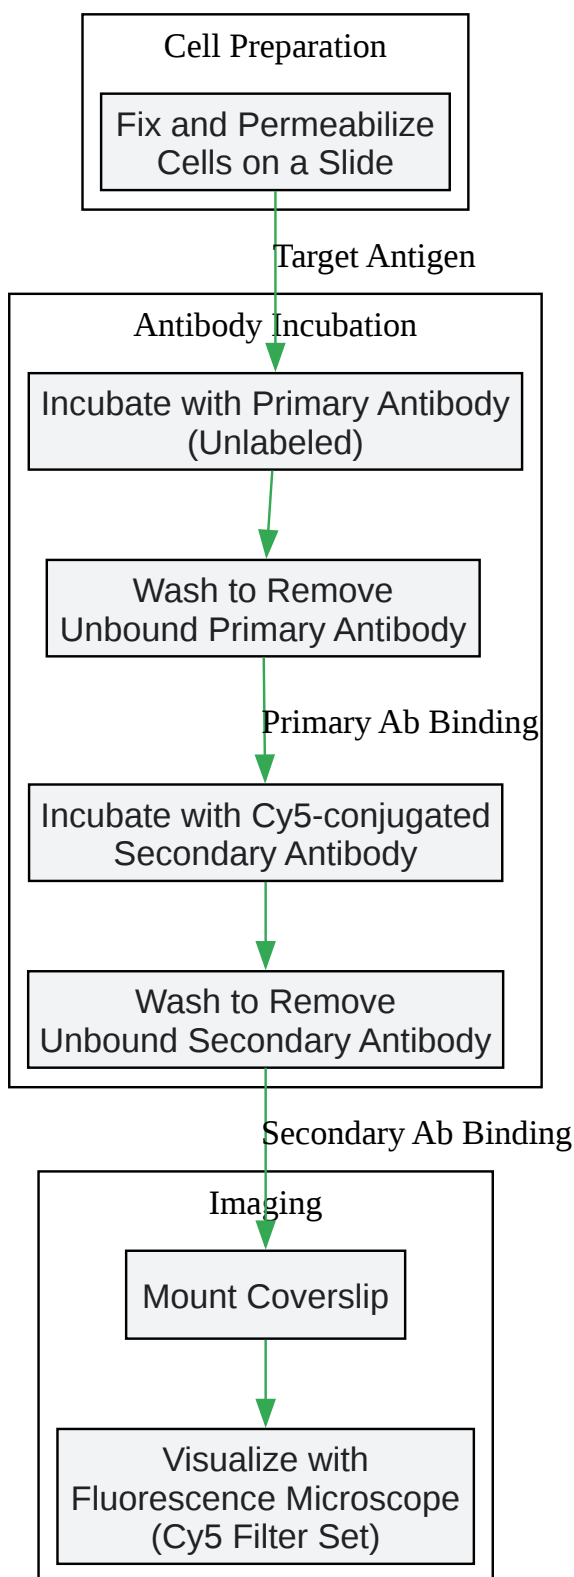 Cell Preparation
Fix and Permeabilize
Cells on a Slide
Target Antigen
Antibody Incubation
Incubate with Primary Antibody
(Unlabeled)
Wash to Remove
Unbound Primary Antibody
Primary Ab Binding
Incubate with Cy5-conjugated
Secondary Antibody
Wash to Remove
Unbound Secondary Antibody
Secondary Ab Binding
Imaging
Mount Coverslip
Visualize with
Fluorescence Microscope
(Cy5 Filter Set)